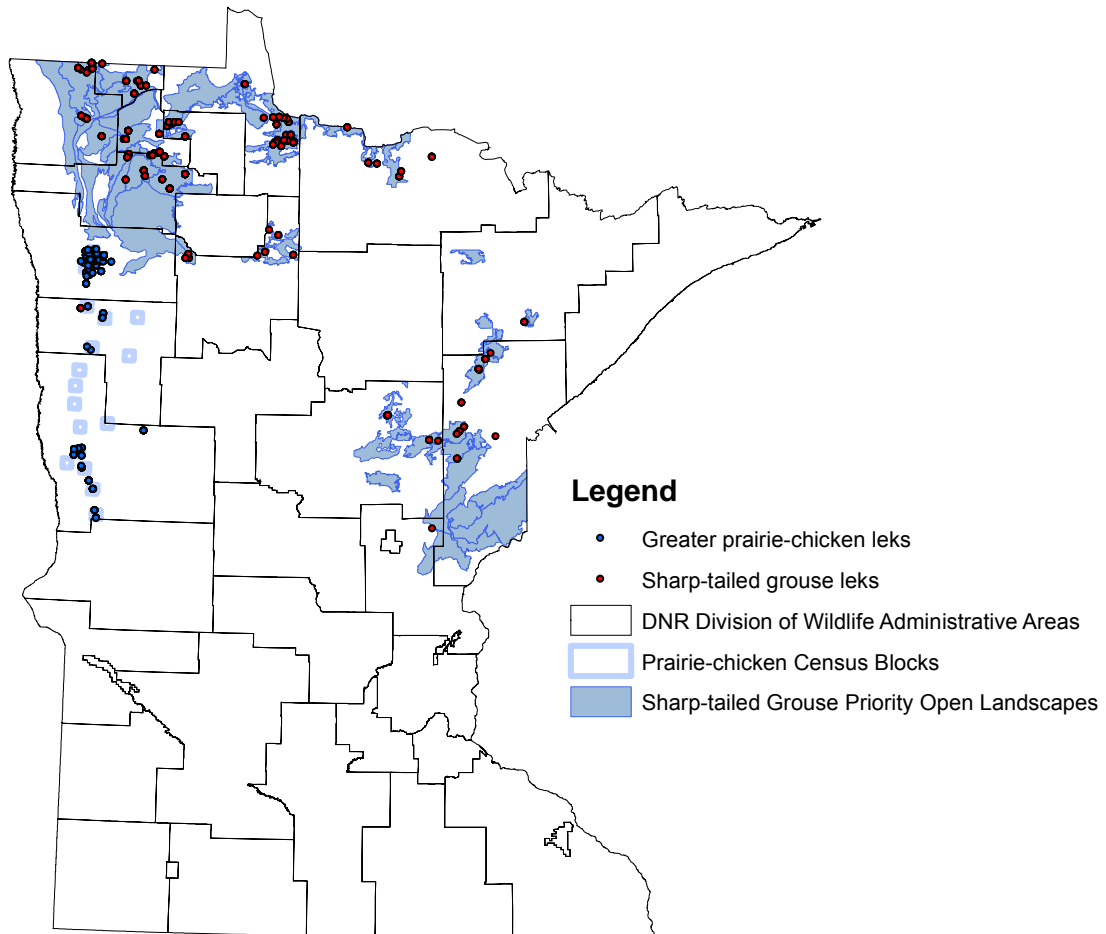 Legend
Greater prairie-chicken leks
Sharp-tailed grouse leks
DNR Division of Wildlife Administrative Areas
Prairie-chicken Census Blocks
Sharp-tailed Grouse Priority Open Landscapes